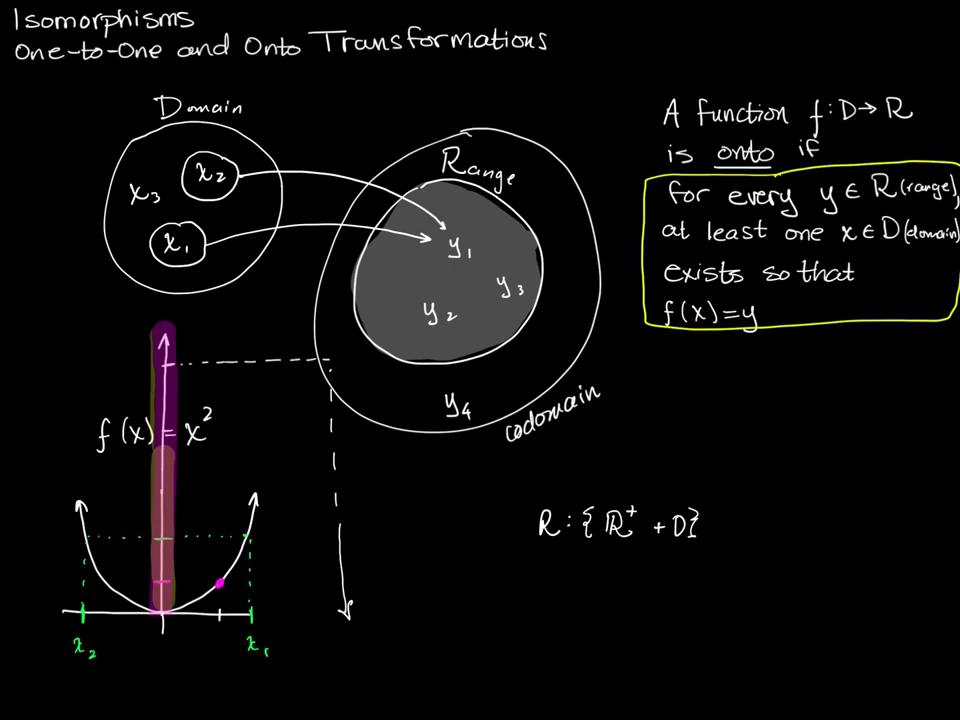 Isomorphisms
One-to-One and Onto Transformations
Domain
x₂
x₃
x₁
Range
y₁
y₃
y₂
y₄
codomain
A function f: D → R
is onto if
for every y ∈ R (range),
at least one x ∈ D (domain)
exists so that
f(x) = y
f(x) = x²
x₂
x₁
R: {ℝ⁺ + 0}